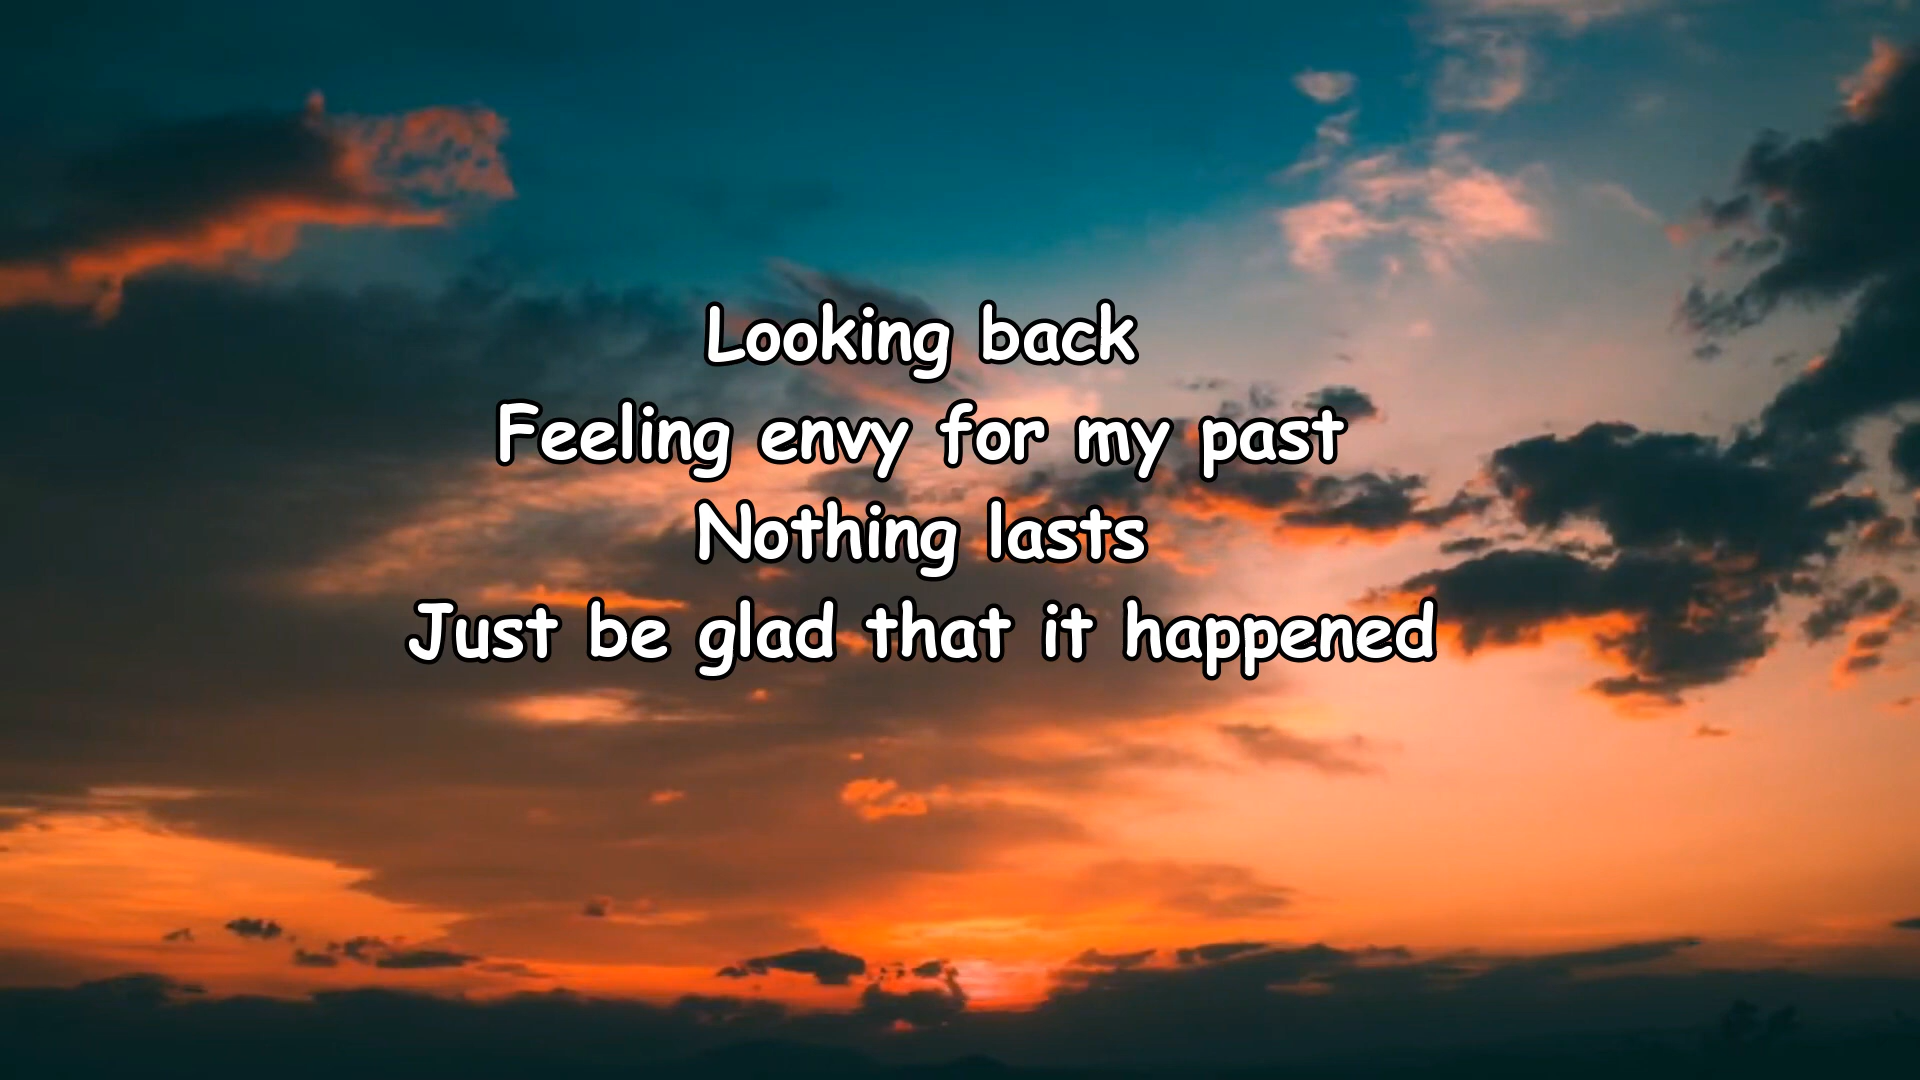 Looking back
Feeling envy for my past
Nothing lasts
Just be glad that it happened